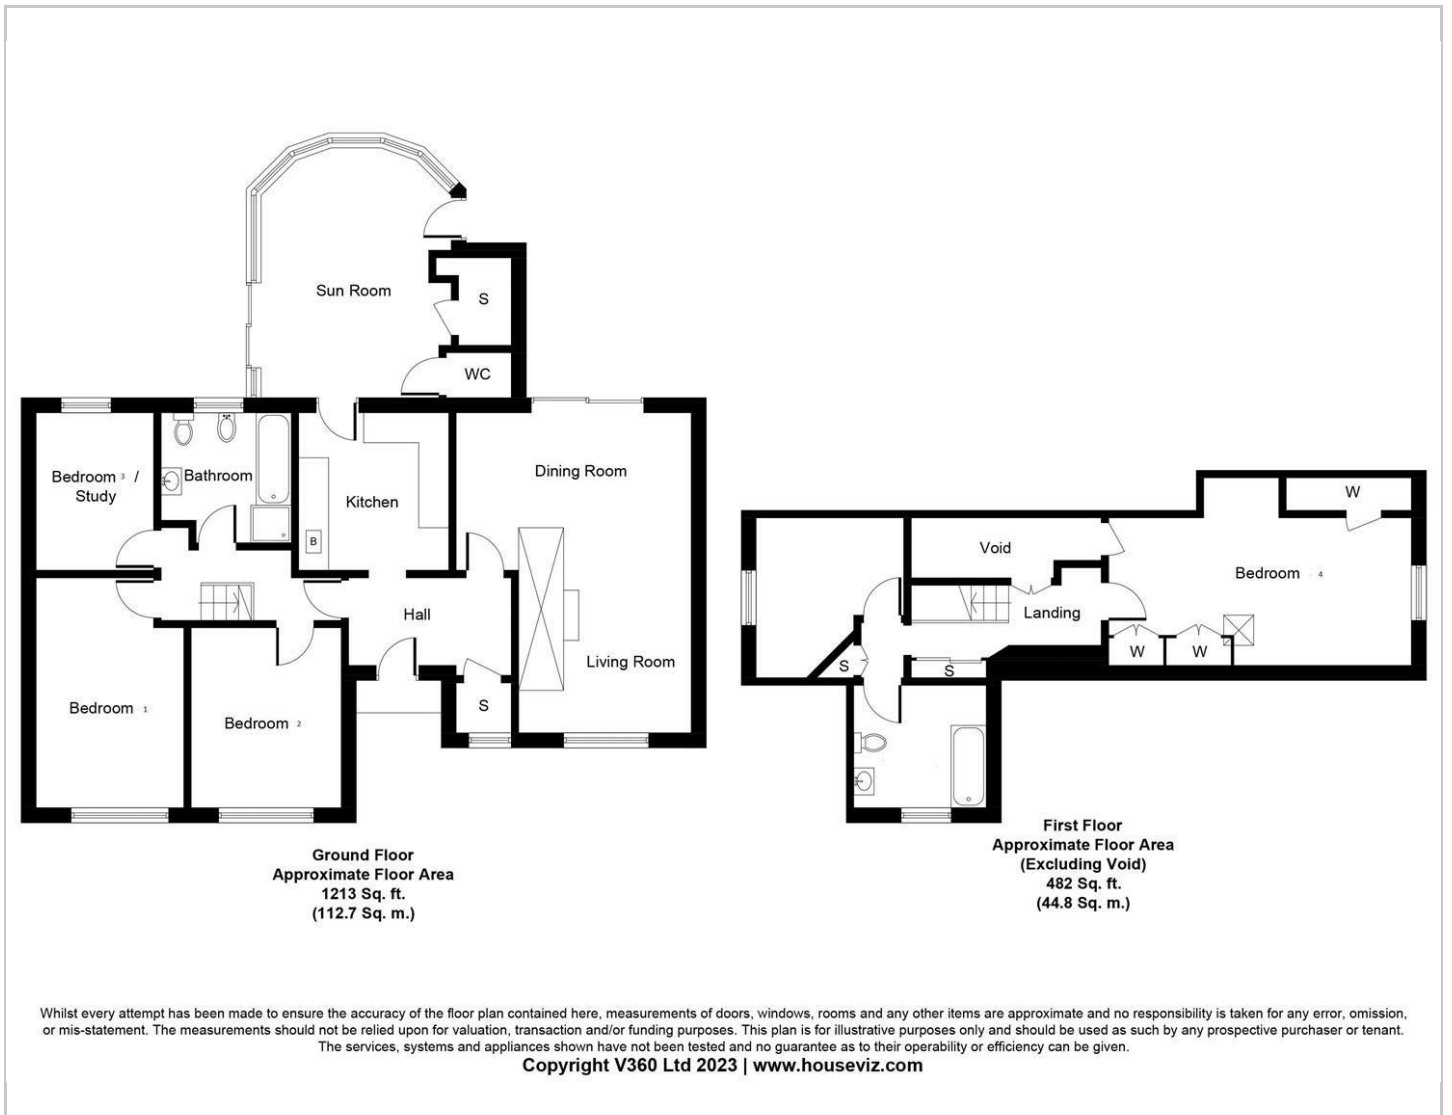 Sun Room
S
WC
Bedroom 3 /
Study
Bathroom
Kitchen
B
Dining Room
Hall
Living Room
Bedroom 1
Bedroom 2
S
Ground Floor
Approximate Floor Area
1213 Sq. ft.
(112.7 Sq. m.)
W
Void
Bedroom 4
Landing
S
S
W
W
First Floor
Approximate Floor Area
(Excluding Void)
482 Sq. ft.
(44.8 Sq. m.)
Whilst every attempt has been made to ensure the accuracy of the floor plan contained here, measurements of doors, windows, rooms and any other items are approximate and no responsibility is taken for any error, omission,
or mis-statement. The measurements should not be relied upon for valuation, transaction and/or funding purposes. This plan is for illustrative purposes only and should be used as such by any prospective purchaser or tenant.
The services, systems and appliances shown have not been tested and no guarantee as to their operability or efficiency can be given.
Copyright V360 Ltd 2023 | www.houseviz.com